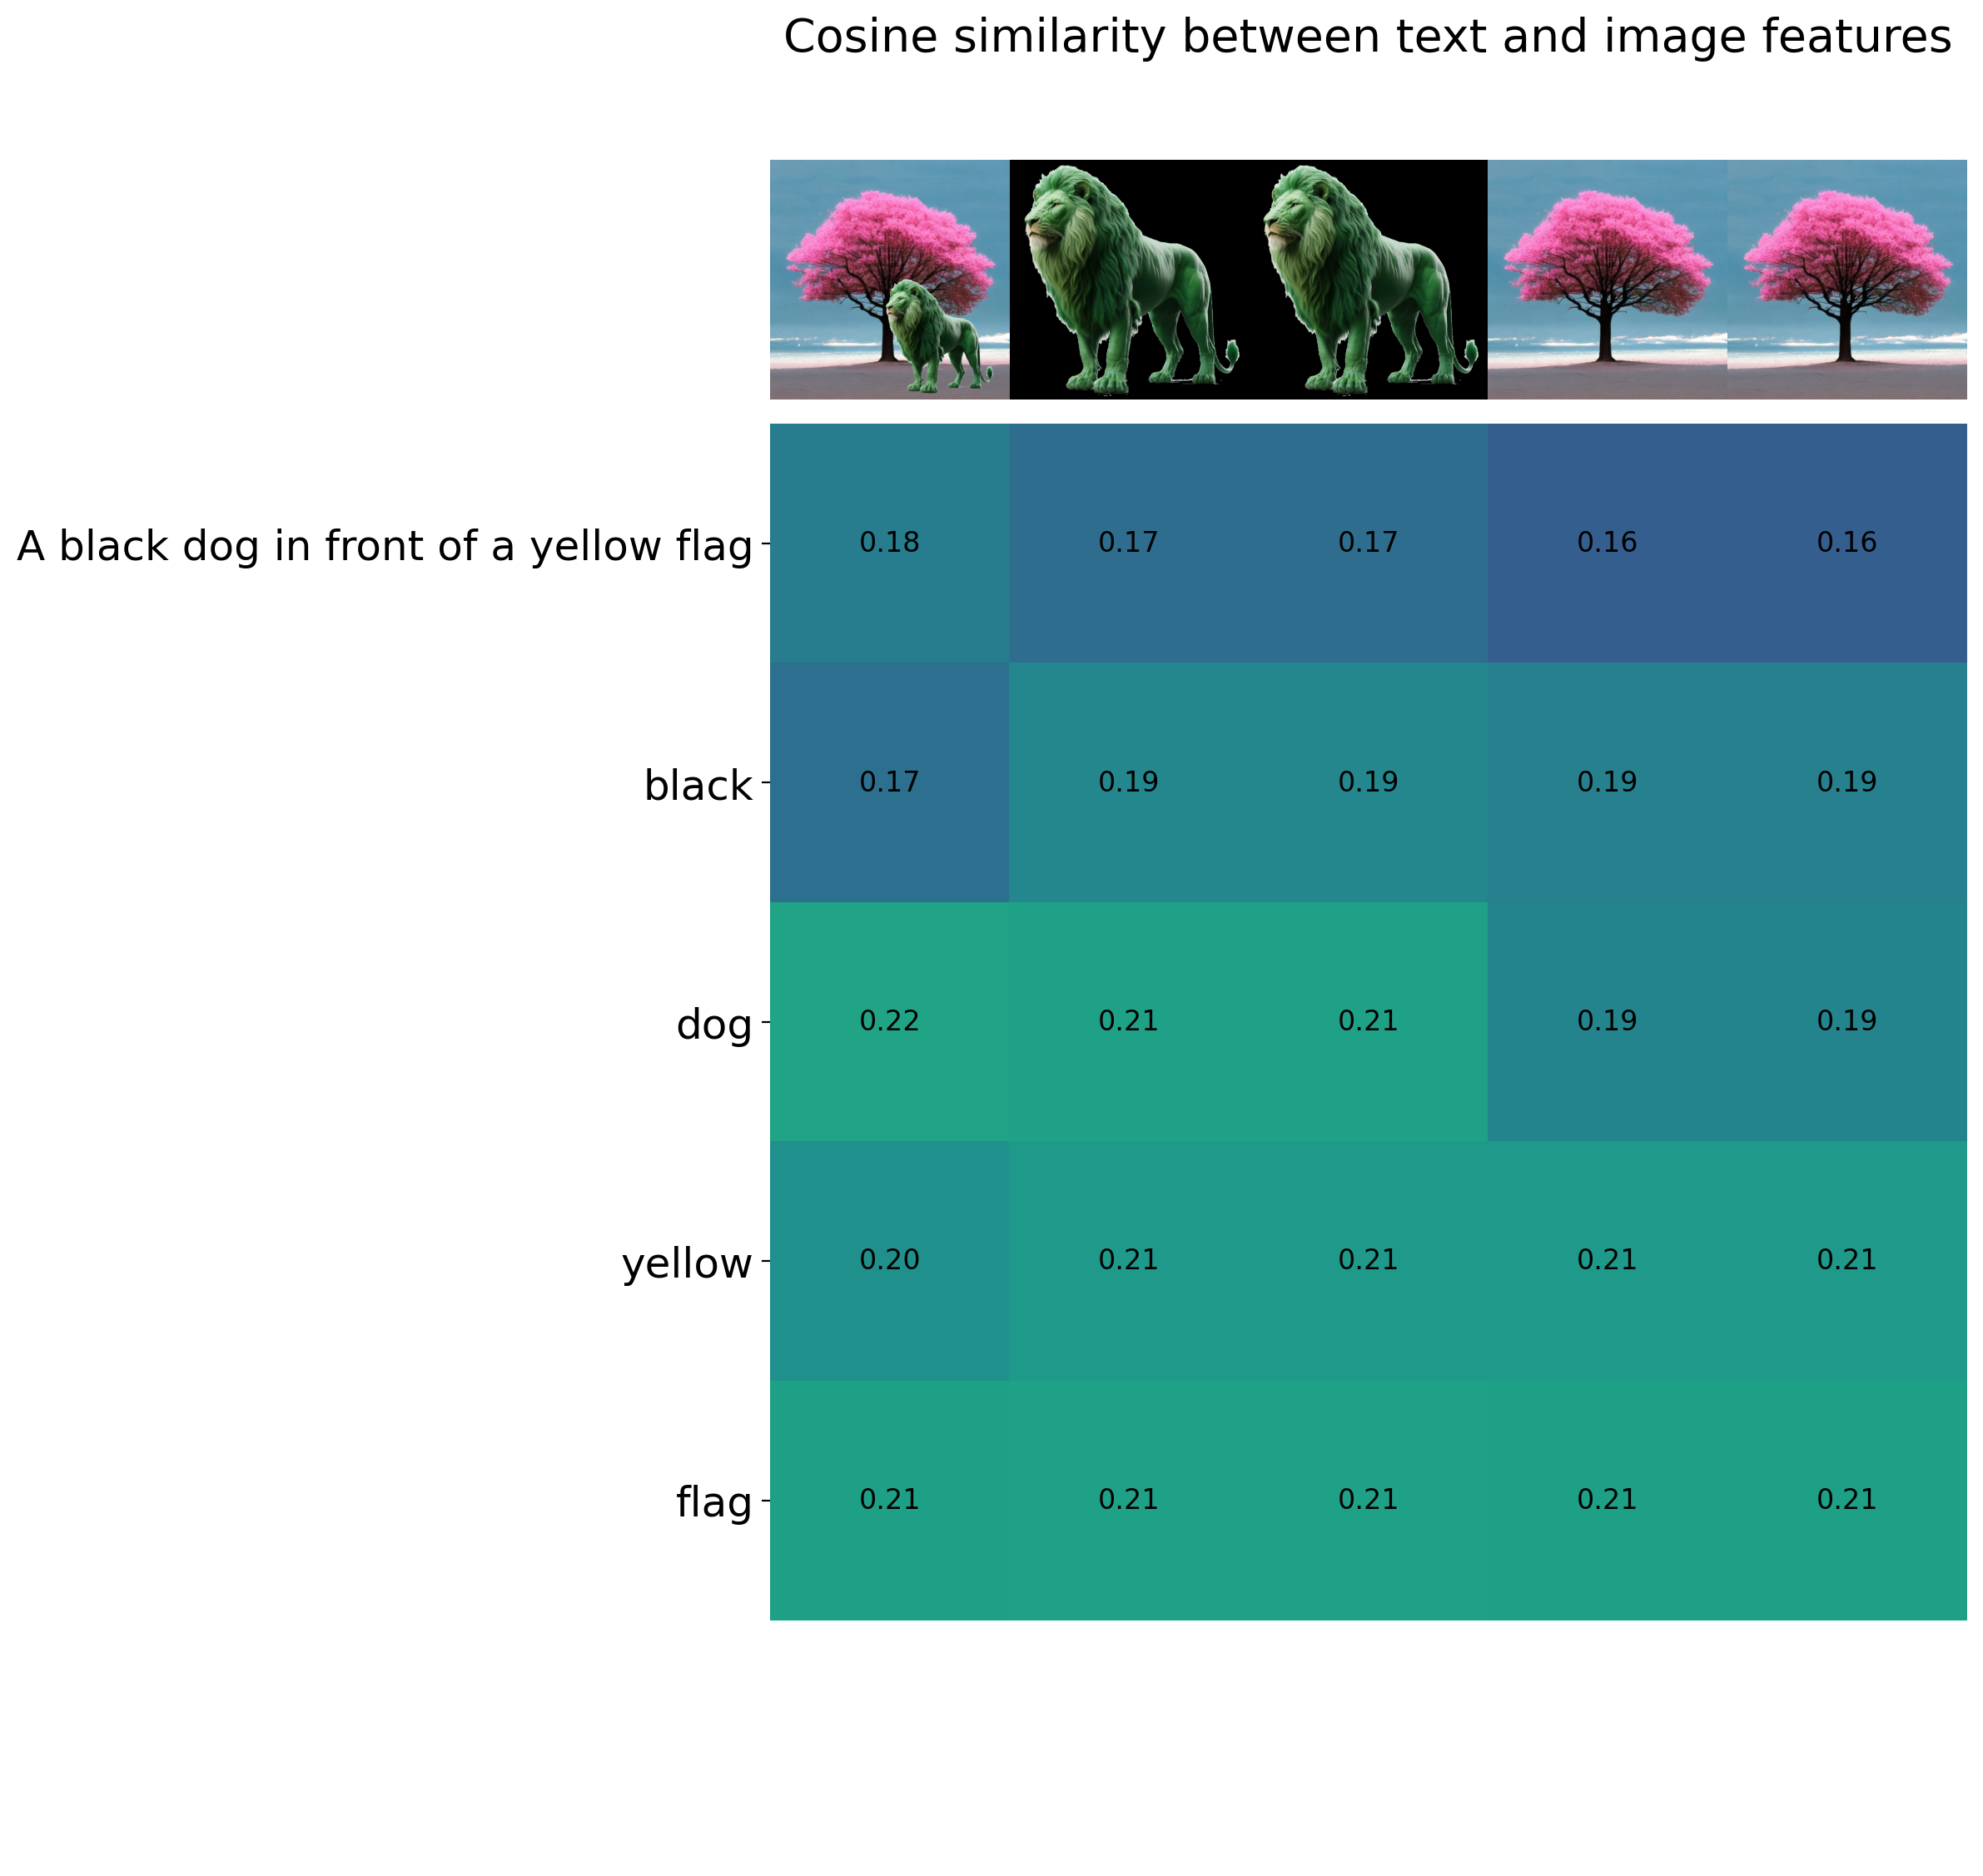 Cosine similarity between text and image features
A black dog in front of a yellow flag
0.18 0.17 0.17 0.16 0.16
black
0.17 0.19 0.19 0.19 0.19
dog
0.22 0.21 0.21 0.19 0.19
yellow
0.20 0.21 0.21 0.21 0.21
flag
0.21 0.21 0.21 0.21 0.21